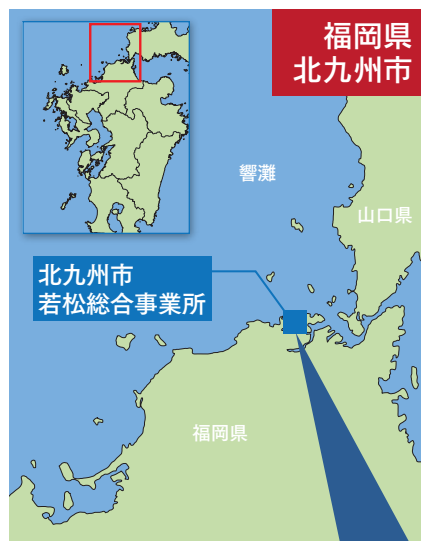 福岡県
北九州市
響灘
山口県
北九州市
若松総合事業所
福岡県